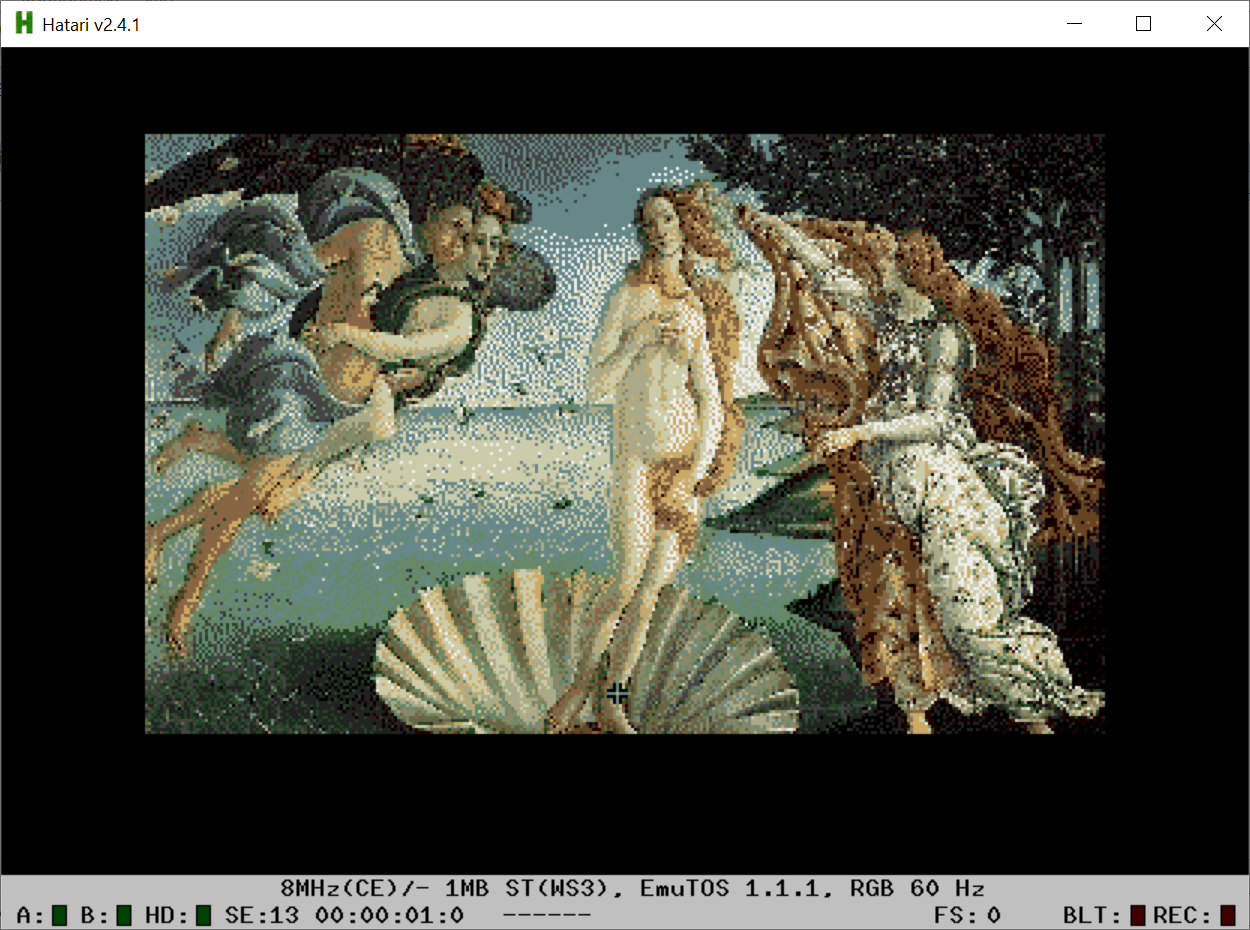 Hatari v2.4.1
8MHz(CE)/- 1MB ST(WS3), EmuTOS 1.1.1, RGB 60 Hz
A: B: HD: SE:13 00:00:01:0 ------ FS: 0 BLT: REC: